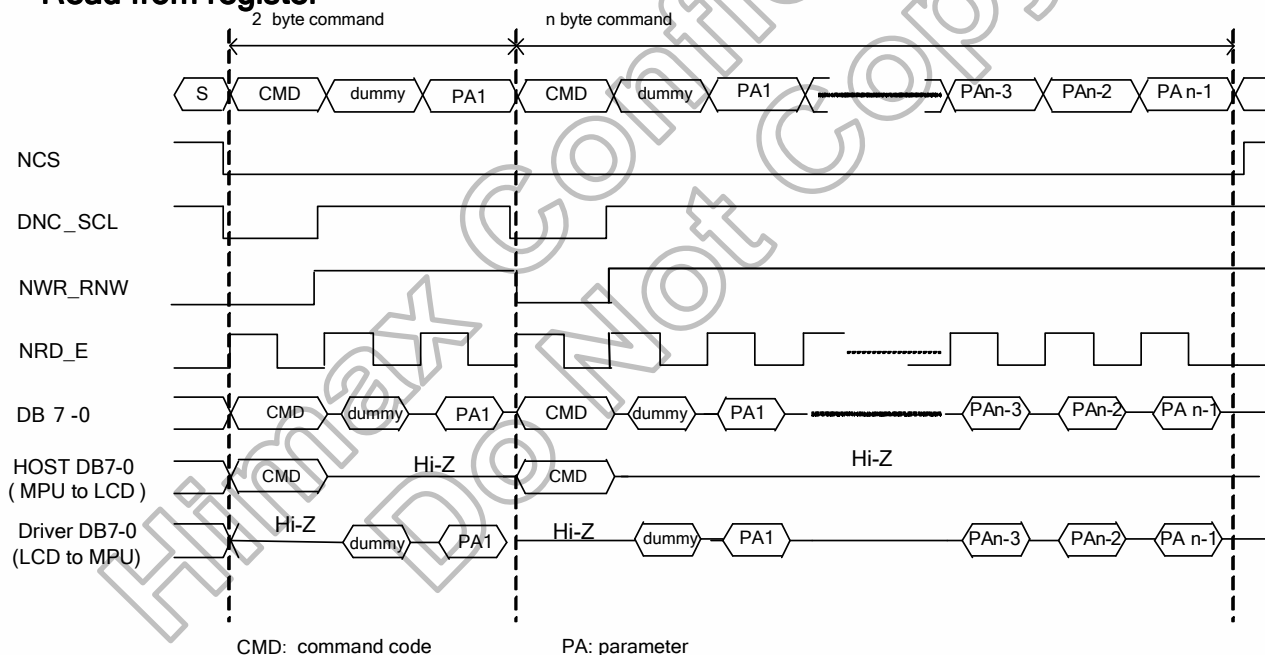 Read from register
2 byte command
n byte command
S CMD dummy PA1 CMD dummy PA1 PAn-3 PAn-2 PA n-1
NCS
DNC_SCL
NWR_RNW
NRD_E
DB 7-0 CMD dummy PA1 CMD dummy PA1 PAn-3 PAn-2 PA n-1
HOST DB7-0
( MPU to LCD ) CMD Hi-Z CMD Hi-Z
Driver DB7-0
(LCD to MPU) Hi-Z dummy PA1 Hi-Z dummy PA1 PAn-3 PAn-2 PA n-1
CMD: command code
PA: parameter
Himax Confi
Do Not Copy